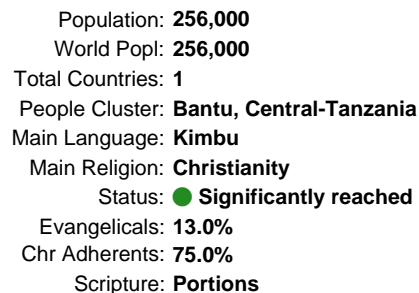 Population: 256,000
World Popl: 256,000
Total Countries: 1
People Cluster: Bantu, Central-Tanzania
Main Language: Kimbu
Main Religion: Christianity
Status: Significantly reached
Evangelicals: 13.0%
Chr Adherents: 75.0%
Scripture: Portions